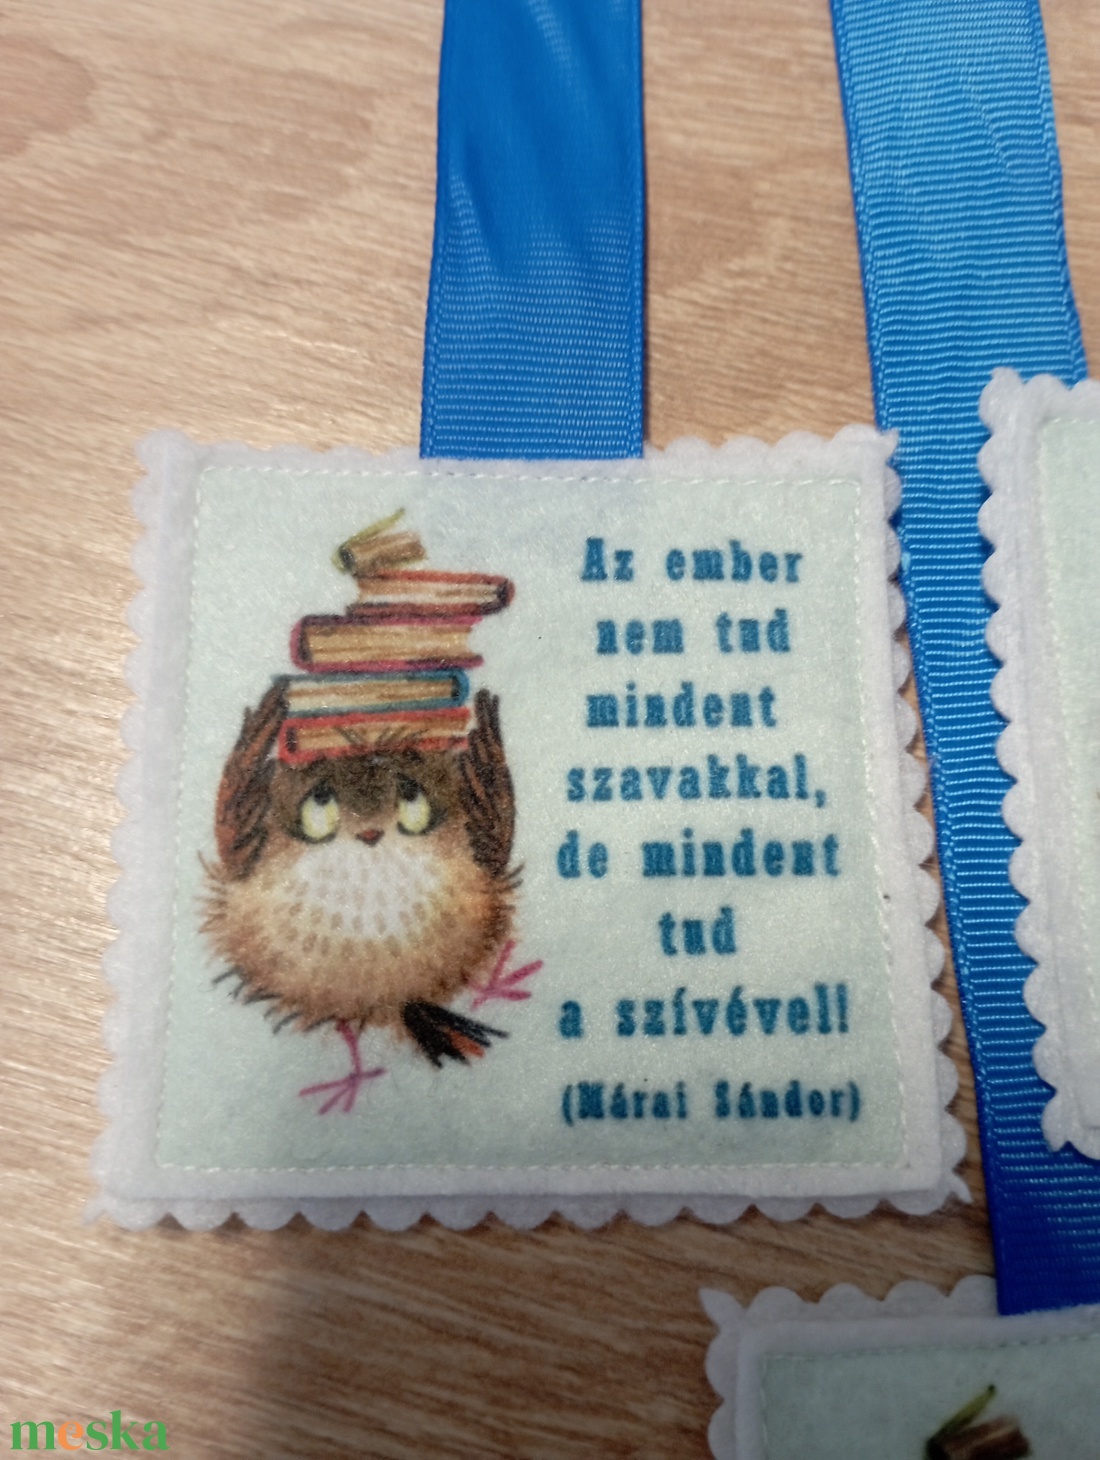 Az ember
nem tud
mindent
szavakkal,
de mindent
tud
a szívével!
(Márai Sándor)
meska